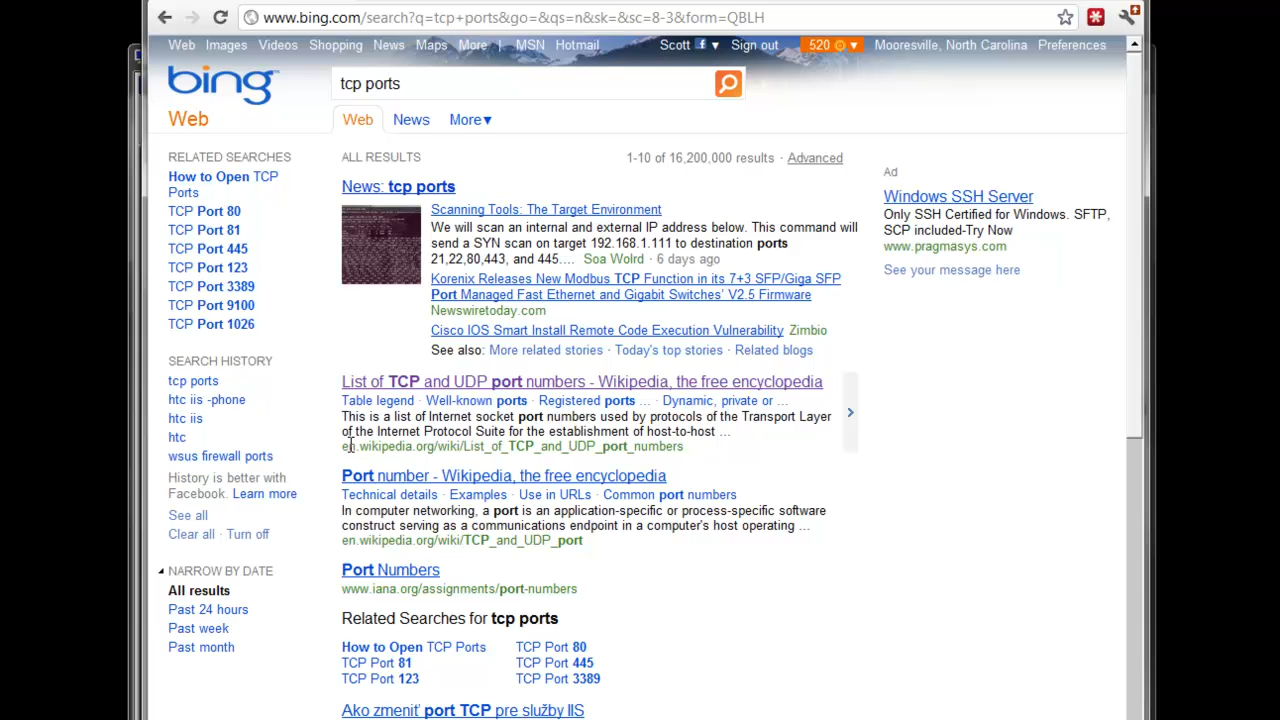 www.bing.com/search?q=tcp+ports&go=&qs=n&sk=&sc=8-3&form=QBLH
Web Images Videos Shopping News Maps More | MSN Hotmail Scott f ▾ Sign out 520 ▾ Mooresville, North Carolina Preferences
bing
tcp ports
Web
Web News More▾
RELATED SEARCHES
How to Open TCP
Ports
TCP Port 80
TCP Port 81
TCP Port 445
TCP Port 123
TCP Port 3389
TCP Port 9100
TCP Port 1026
SEARCH HISTORY
tcp ports
htc iis -phone
htc iis
htc
wsus firewall ports
History is better with
Facebook. Learn more
See all
Clear all · Turn off
NARROW BY DATE
All results
Past 24 hours
Past week
Past month
ALL RESULTS 1-10 of 16,200,000 results · Advanced
News: tcp ports
Scanning Tools: The Target Environment
We will scan an internal and external IP address below. This command will
send a SYN scan on target 192.168.1.111 to destination ports
21,22,80,443, and 445.... Soa Wolrd · 6 days ago
Korenix Releases New Modbus TCP Function in its 7+3 SFP/Giga SFP
Port Managed Fast Ethernet and Gigabit Switches' V2.5 Firmware
Newswiretoday.com
Cisco IOS Smart Install Remote Code Execution Vulnerability Zimbio
See also: More related stories · Today's top stories · Related blogs
List of TCP and UDP port numbers - Wikipedia, the free encyclopedia
Table legend · Well-known ports · Registered ports ... · Dynamic, private or ...
This is a list of Internet socket port numbers used by protocols of the Transport Layer
of the Internet Protocol Suite for the establishment of host-to-host ...
en.wikipedia.org/wiki/List_of_TCP_and_UDP_port_numbers
Port number - Wikipedia, the free encyclopedia
Technical details · Examples · Use in URLs · Common port numbers
In computer networking, a port is an application-specific or process-specific software
construct serving as a communications endpoint in a computer's host operating ...
en.wikipedia.org/wiki/TCP_and_UDP_port
Port Numbers
www.iana.org/assignments/port-numbers
Related Searches for tcp ports
How to Open TCP Ports TCP Port 80
TCP Port 81 TCP Port 445
TCP Port 123 TCP Port 3389
Ako zmeniť port TCP pre služby IIS
Ad
Windows SSH Server
Only SSH Certified for Windows. SFTP,
SCP included-Try Now
www.pragmasys.com
See your message here